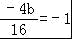 -4b
16 = -1